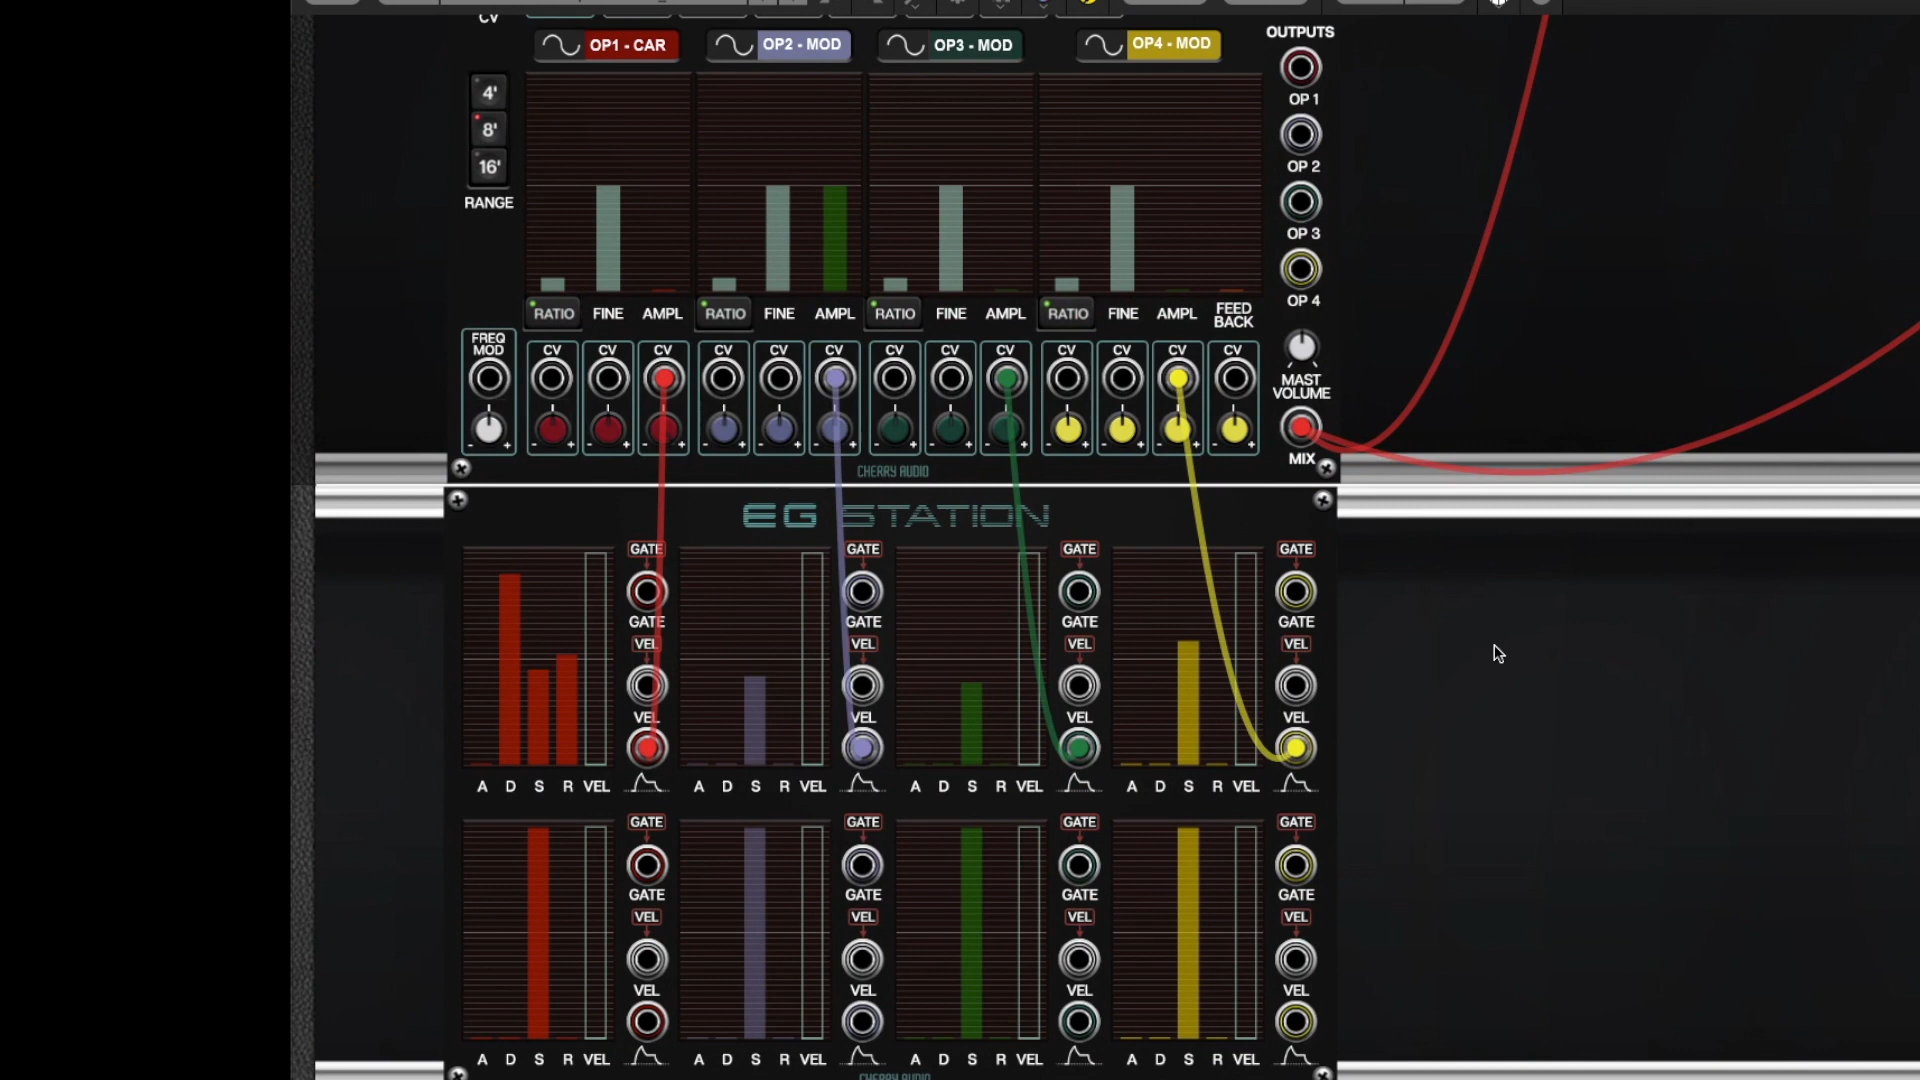 CV
OP1 - CAR
OP2 - MOD
OP3 - MOD
OP4 - MOD
OUTPUTS
OP 1
OP 2
OP 3
OP 4
4'
8'
16'
RANGE
RATIO FINE AMPL RATIO FINE AMPL RATIO FINE AMPL RATIO FINE AMPL FEED BACK
FREQ MOD
CV CV CV CV CV CV CV CV CV CV CV CV CV
- + - + - + - + - + - + - + - + - + - + - + - + - + - +
MAST VOLUME
MIX
CHERRY AUDIO
EG STATION
GATE GATE GATE GATE
GATE GATE GATE GATE
VEL VEL VEL VEL
VEL VEL VEL VEL
A D S R VEL A D S R VEL A D S R VEL A D S R VEL
GATE GATE GATE GATE
GATE GATE GATE GATE
VEL VEL VEL VEL
VEL VEL VEL VEL
A D S R VEL A D S R VEL A D S R VEL A D S R VEL
CHERRY AUDIO